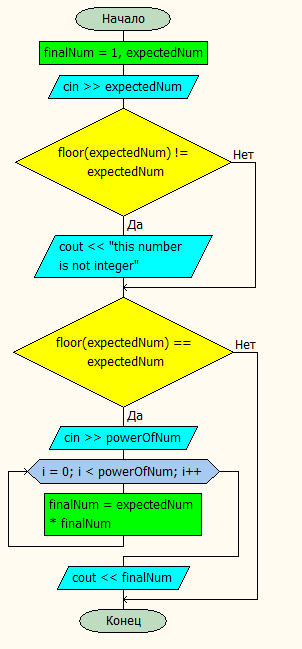 Начало
finalNum = 1, expectedNum
cin >> expectedNum
floor(expectedNum) !=
expectedNum
Нет
Да
cout << "this number
is not integer"
floor(expectedNum) ==
expectedNum
Нет
Да
cin >> powerOfNum
i = 0; i < powerOfNum; i++
finalNum = expectedNum
* finalNum
cout << finalNum
Конец